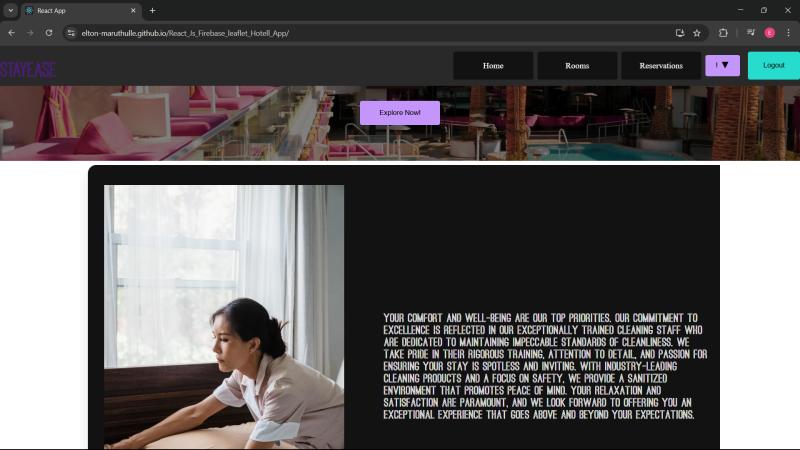 React App
elton-maruthulle.github.io/React_Js_Firebase_leaflet_Hotell_App/
E
STAYEASE
Home
Rooms
Reservations
! ▼
Logout
Explore Now!
YOUR COMFORT AND WELL-BEING ARE OUR TOP PRIORITIES. OUR COMMITMENT TO
EXCELLENCE IS REFLECTED IN OUR EXCEPTIONALLY TRAINED CLEANING STAFF WHO
ARE DEDICATED TO MAINTAINING IMPECCABLE STANDARDS OF CLEANLINESS. WE
TAKE PRIDE IN THEIR RIGOROUS TRAINING, ATTENTION TO DETAIL, AND PASSION FOR
ENSURING YOUR STAY IS SPOTLESS AND INVITING. WITH INDUSTRY-LEADING
CLEANING PRODUCTS AND A FOCUS ON SAFETY, WE PROVIDE A SANITIZED
ENVIRONMENT THAT PROMOTES PEACE OF MIND. YOUR RELAXATION AND
SATISFACTION ARE PARAMOUNT, AND WE LOOK FORWARD TO OFFERING YOU AN
EXCEPTIONAL EXPERIENCE THAT GOES ABOVE AND BEYOND YOUR EXPECTATIONS.